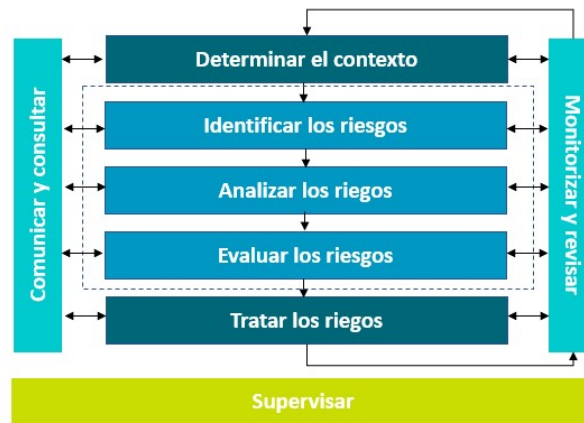 Determinar el contexto
Comunicar y consultar
Identificar los riesgos
Analizar los riegos
Evaluar los riesgos
Tratar los riegos
Monitorizar y revisar
Supervisar